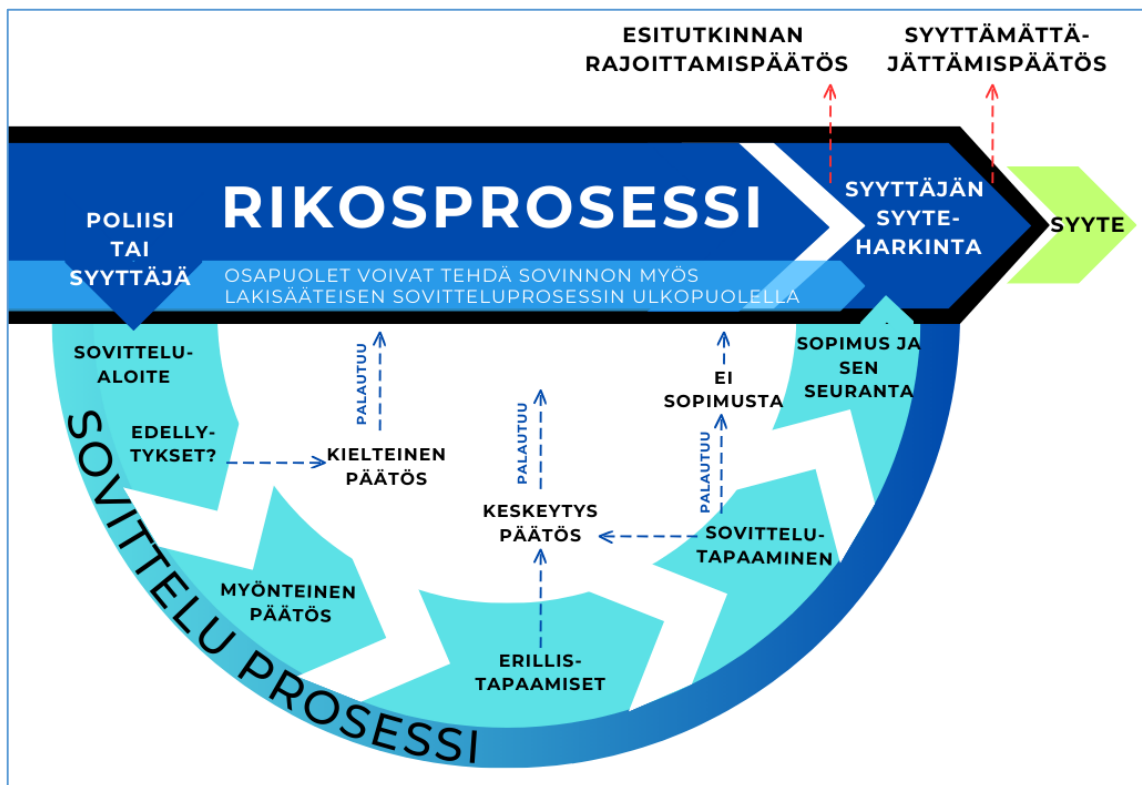 ESITUTKINNAN
RAJOITTAMISPÄÄTÖS
SYYTTÄMÄTTÄ-
JÄTTÄMISPÄÄTÖS
RIKOSPROSESSI
POLIISI
TAI
SYYTTÄJÄ
OSAPUOLET VOIVAT TEHDÄ SOVINNON MYÖS
LAKISÄÄTEISEN SOVITTELUPROSESSIN ULKOPUOLELLA
SYYTTÄJÄN
SYYTE-
HARKINTA
SYYTE
SOVITTELU-
ALOITE
EDELLY-
TYKSET?
PALAUTUU
KIELTEINEN
PÄÄTÖS
MYÖNTEINEN
PÄÄTÖS
PALAUTUU
KESKEYTYS
PÄÄTÖS
ERILLIS-
TAPAAMISET
EI
SOPIMUSTA
PALAUTUU
SOVITTELU-
TAPAAMINEN
SOPIMUS JA
SEN
SEURANTA
SOVITTELU PROSESSI